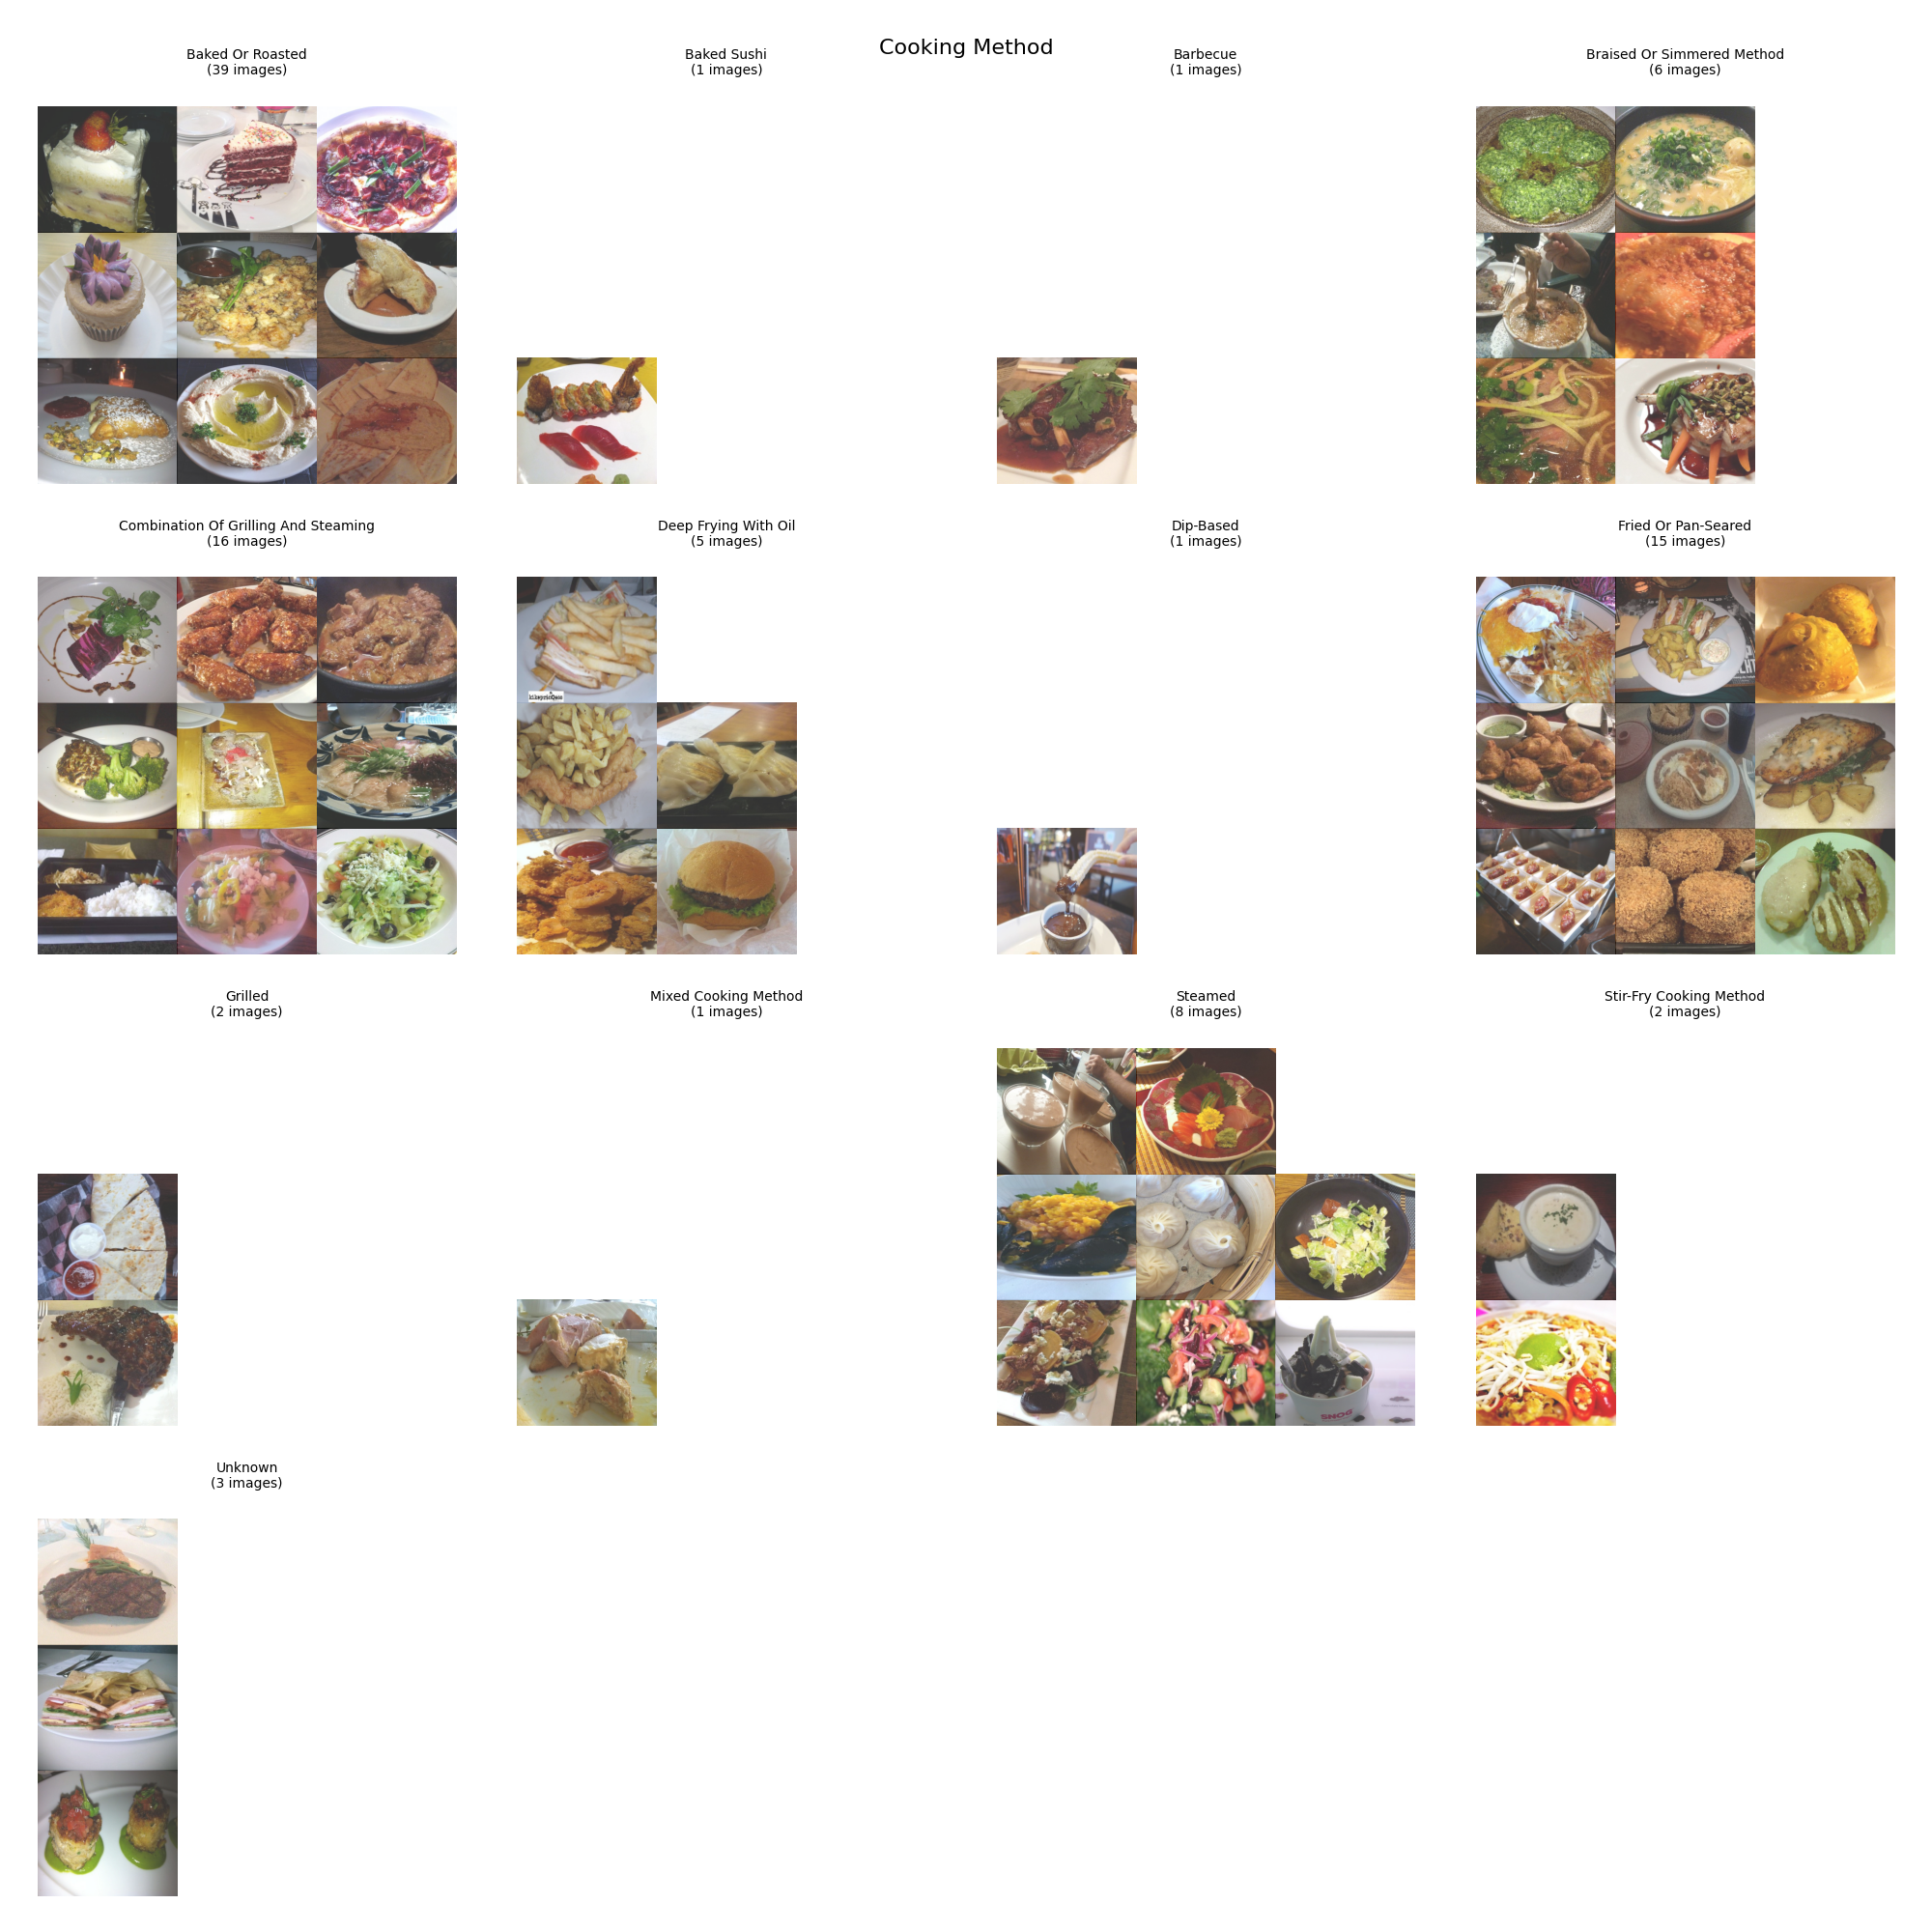 Cooking Method
Baked Or Roasted
(39 images)
Baked Sushi
(1 images)
Barbecue
(1 images)
Braised Or Simmered Method
(6 images)
Combination Of Grilling And Steaming
(16 images)
Deep Frying With Oil
(5 images)
Dip-Based
(1 images)
Fried Or Pan-Seared
(15 images)
Grilled
(2 images)
Mixed Cooking Method
(1 images)
Steamed
(8 images)
SNOG
Stir-Fry Cooking Method
(2 images)
Unknown
(3 images)